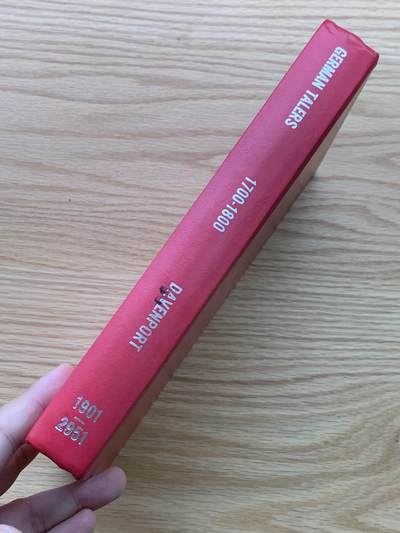 GERMAN TALERS
1700-1800
DAVENPORT
1901
2951